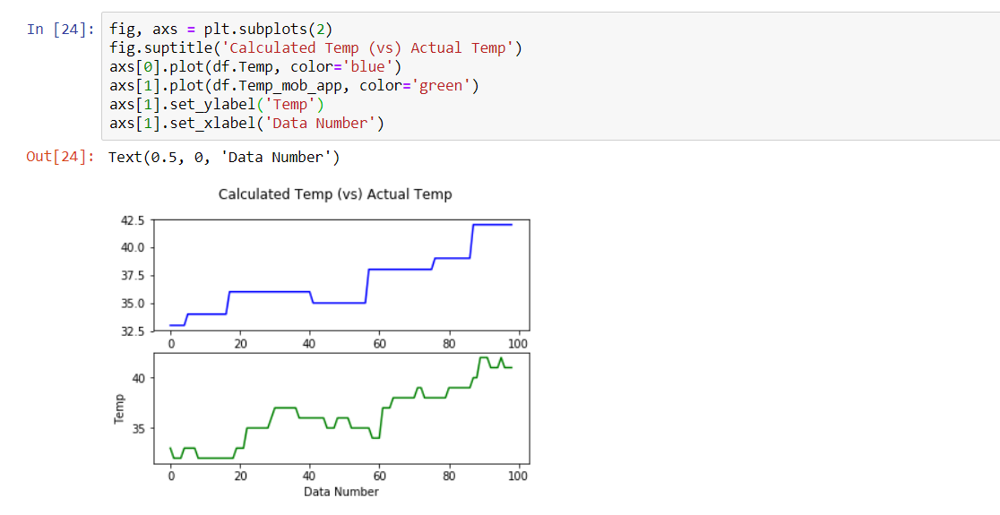 In [24]: fig, axs = plt.subplots(2)
fig.suptitle('Calculated Temp (vs) Actual Temp')
axs[0].plot(df.Temp, color='blue')
axs[1].plot(df.Temp_mob_app, color='green')
axs[1].set_ylabel('Temp')
axs[1].set_xlabel('Data Number')
Out[24]: Text(0.5, 0, 'Data Number')
Calculated Temp (vs) Actual Temp
42.5
40.0
37.5
35.0
32.5
0 20 40 60 80 100
40
35
Temp
0 20 40 60 80 100
Data Number